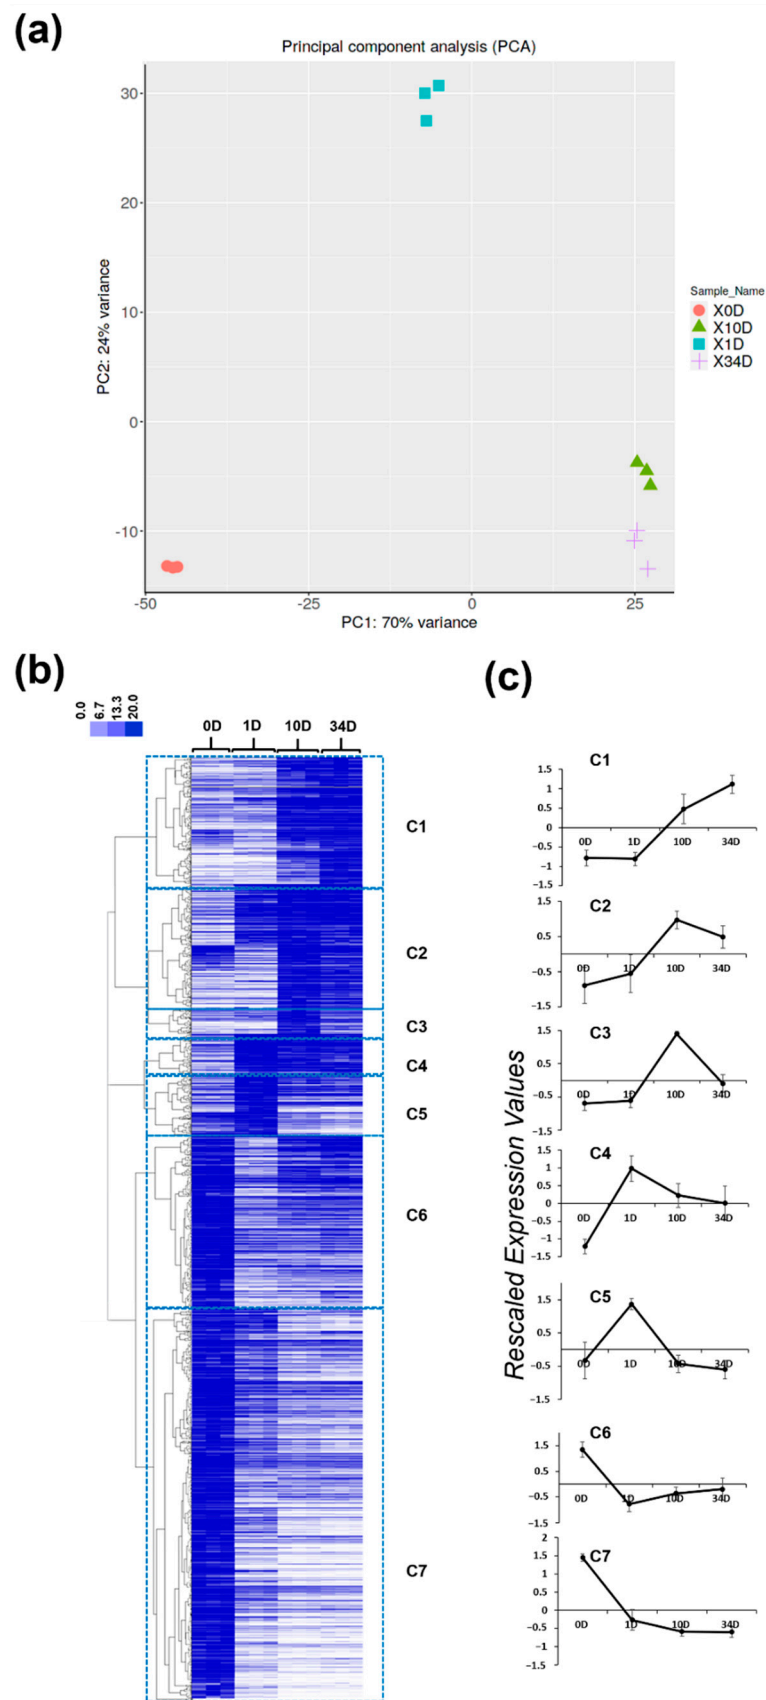 (a)
Principal component analysis (PCA)
30
20
10
0
-10
PC2: 24% variance
-50
-25
0
25
PC1: 70% variance
Sample_Name
X0D
X10D
X1D
X34D
(b)
0.0
6.7
13.3
20.0
0D 1D 10D 34D
C1
C2
C3
C4
C5
C6
C7
(c)
Rescaled Expression Values
C1
1.5
1
0.5
0
−0.5
−1
−1.5
0D 1D 10D 34D
C2
1.5
0.5
−0.5
−1.5
0D 1D 10D 34D
C3
1.5
0.5
−0.5
−1.5
0D 1D 10D 34D
C4
1.5
1
0.5
0
−0.5
−1
−1.5
0D 1D 10D 34D
C5
1.5
0.5
−0.5
−1.5
0D 1D 10D 34D
C6
1.5
0.5
−0.5
−1.5
0D 1D 10D 34D
C7
2
1.5
1
0.5
0
−0.5
−1
−1.5
0D 1D 10D 34D